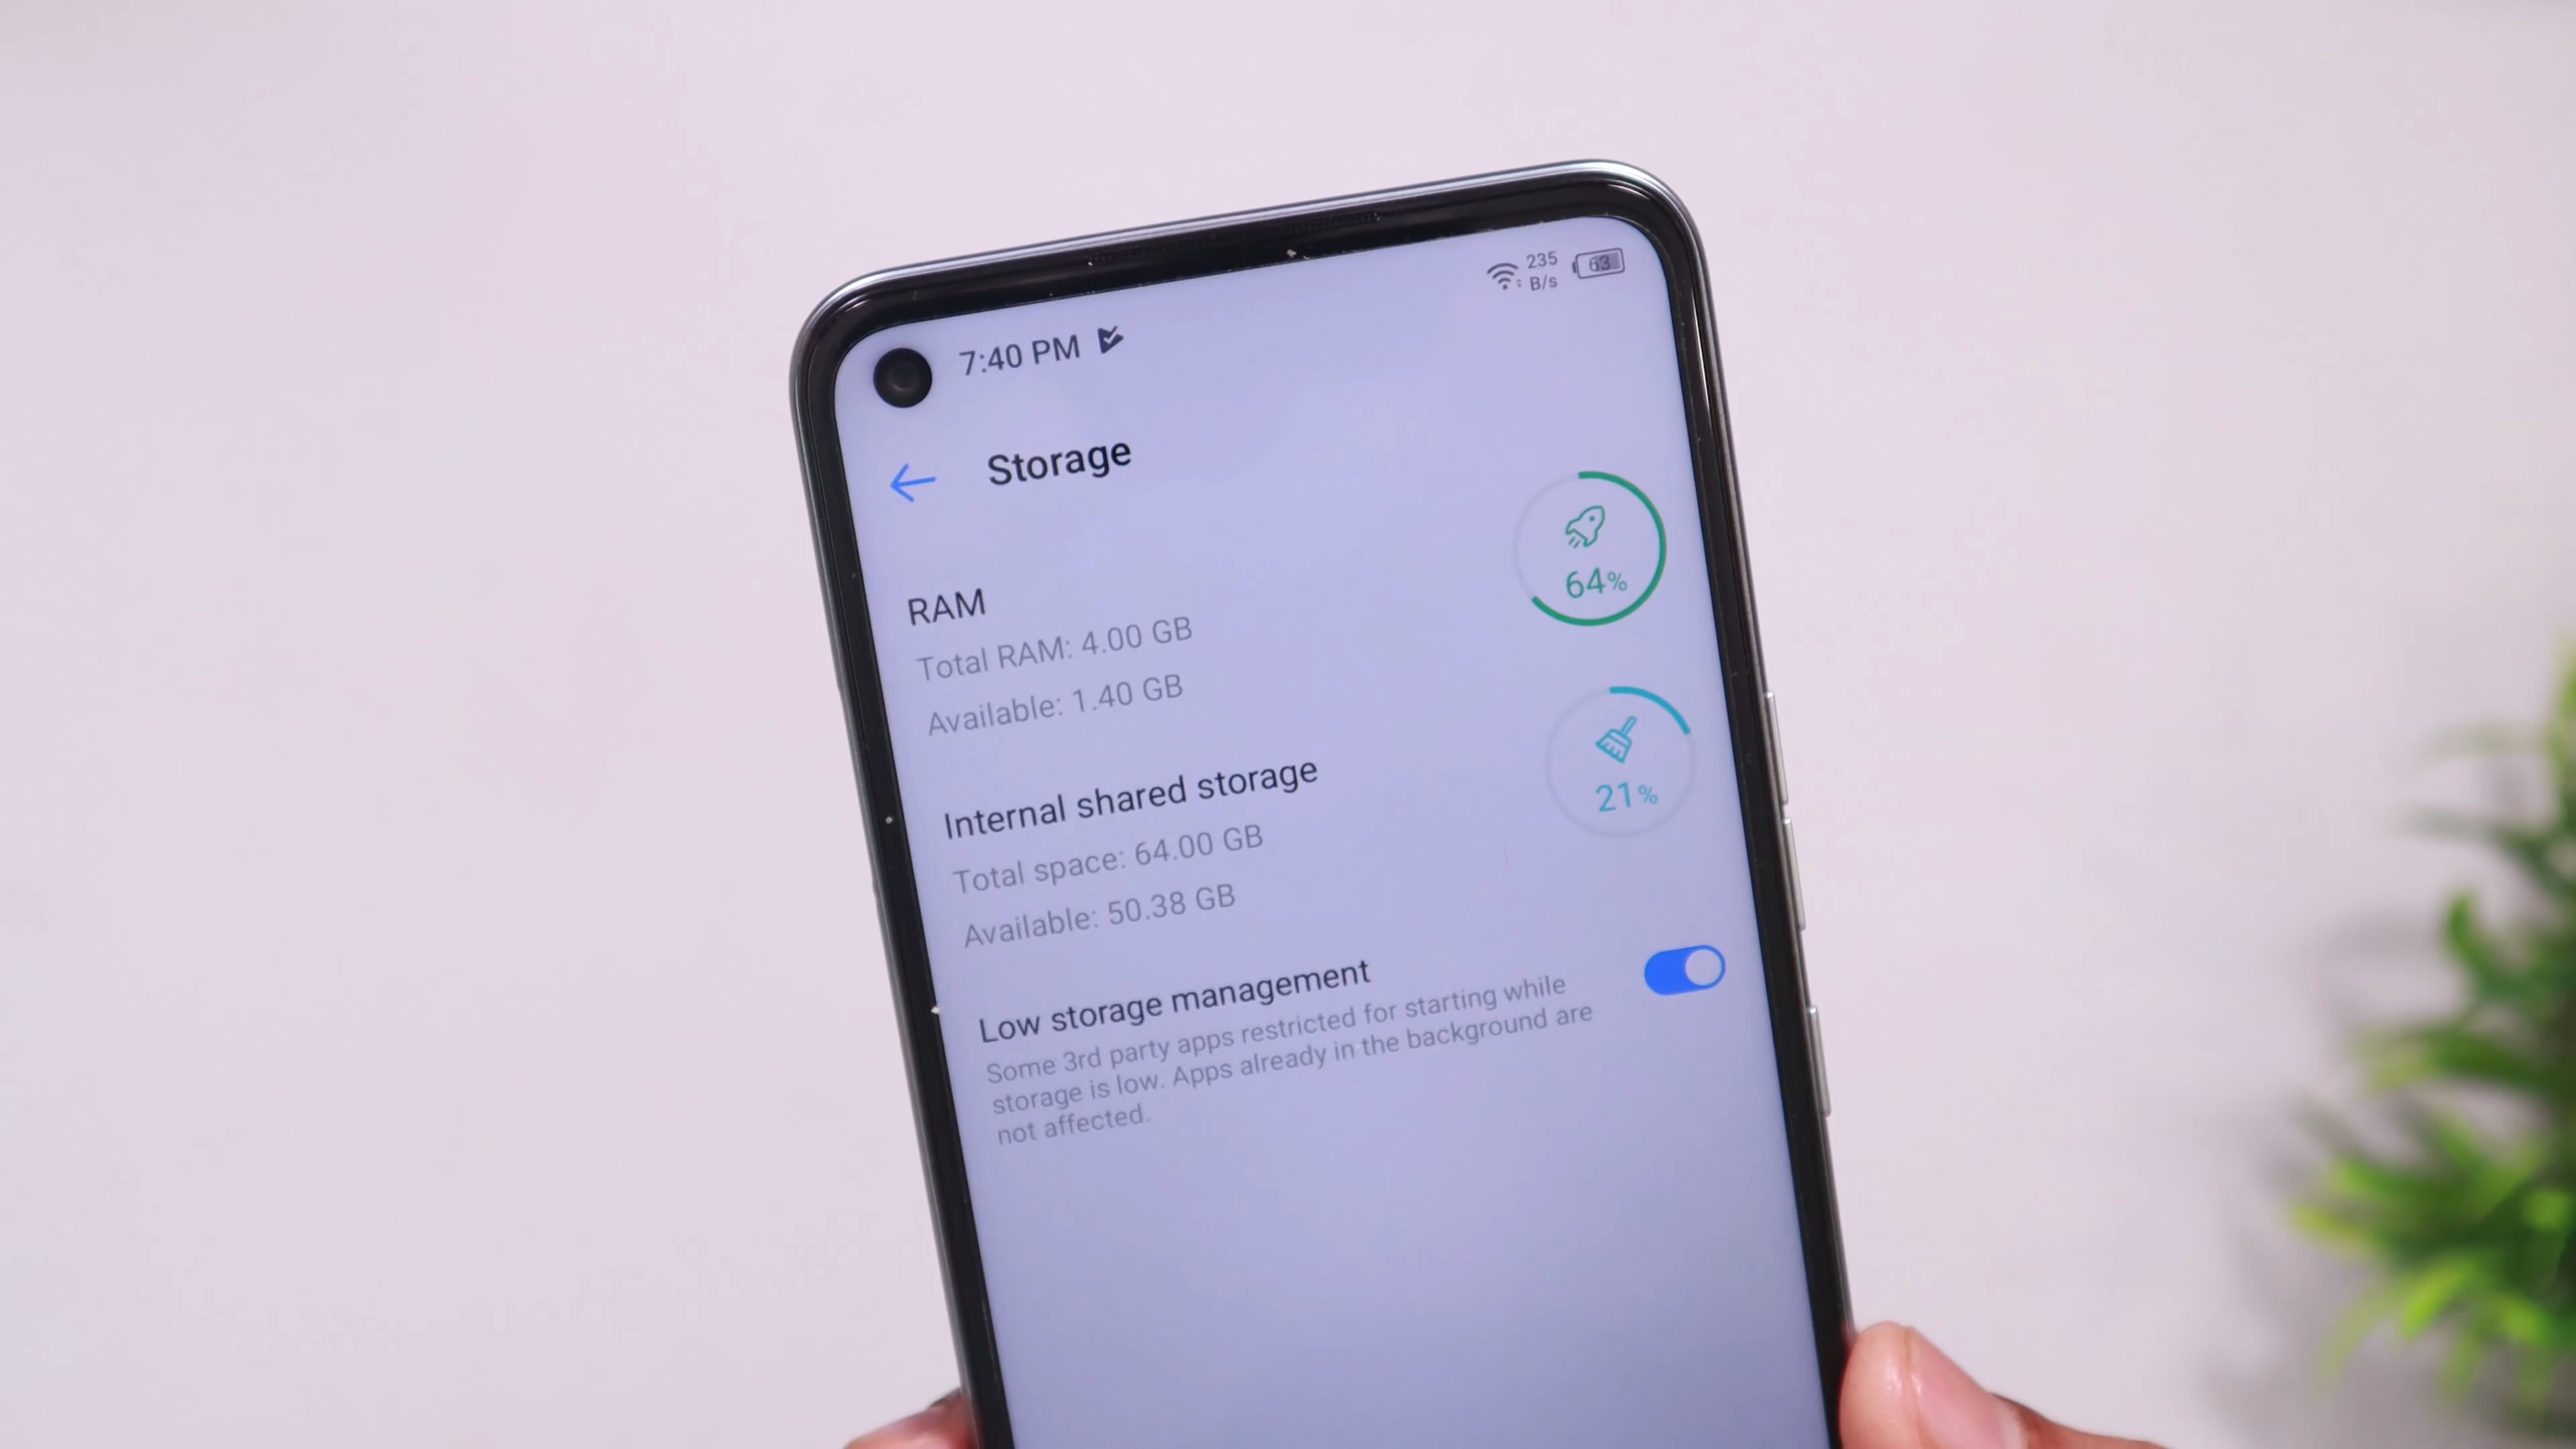 7:40 PM
235
B/s
63
Storage
RAM
Total RAM: 4.00 GB
Available: 1.40 GB
64%
Internal shared storage
Total space: 64.00 GB
Available: 50.38 GB
21%
Low storage management
Some 3rd party apps restricted for starting while
storage is low. Apps already in the background are
not affected.